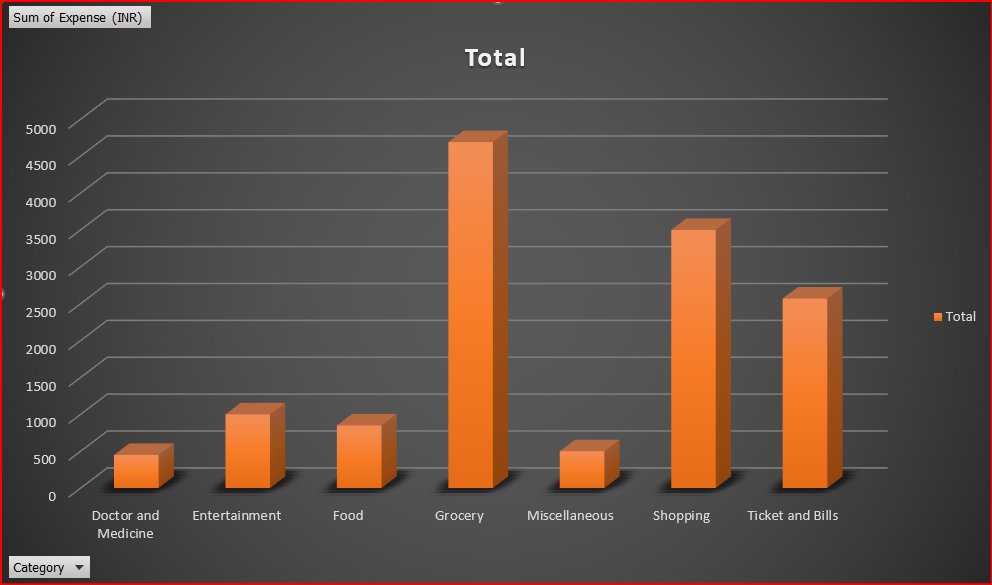 Sum of Expense (INR)
Total
5000
4500
4000
3500
3000
2500
2000
1500
1000
500
0
Doctor and
Medicine
Entertainment
Food
Grocery
Miscellaneous
Shopping
Ticket and Bills
Total
Category